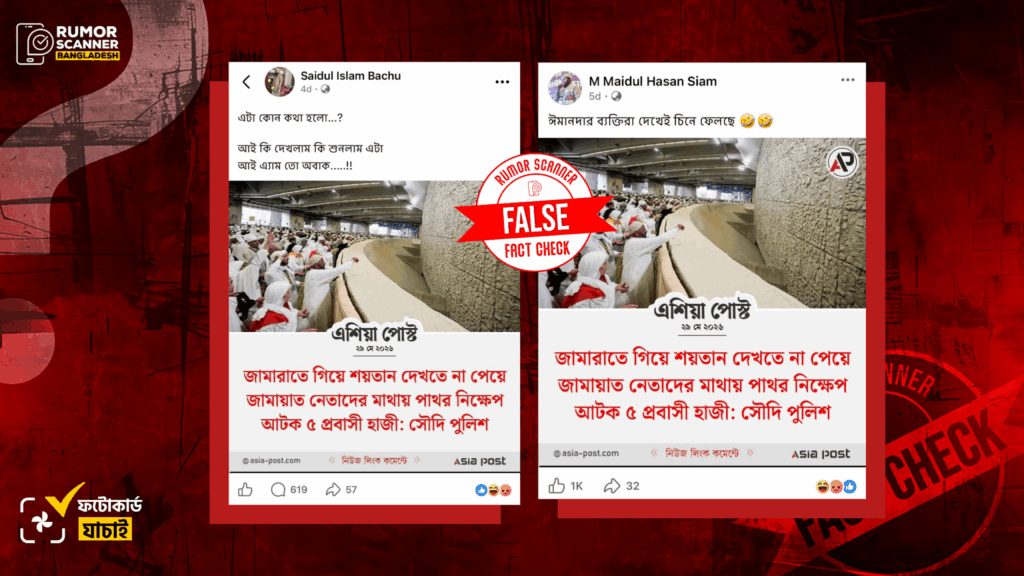 RUMOR
SCANNER
BANGLADESH
Saidul Islam Bachu
4d
এটা কোন কথা হলো...?
আই কি দেখলাম কি শুনলাম এটা
আই এ্যাম তো অবাক.....!!
এশিয়া পোস্ট
২৯ মে ২০২৬
জামারাতে গিয়ে শয়তান দেখতে না পেয়ে
জামায়াত নেতাদের মাথায় পাথর নিক্ষেপ
আটক ৫ প্রবাসী হাজী: সৌদি পুলিশ
asia-post.com
নিউজ লিংক কমেন্টে
ASIA POST
619
57
RUMOR SCANNER
FALSE
FACT CHECK
M Maidul Hasan Siam
5d
ঈমানদার ব্যক্তিরা দেখেই চিনে ফেলছে 🤣🤣
AP
এশিয়া পোস্ট
২৯ মে ২০২৬
জামারাতে গিয়ে শয়তান দেখতে না পেয়ে
জামায়াত নেতাদের মাথায় পাথর নিক্ষেপ
আটক ৫ প্রবাসী হাজী: সৌদি পুলিশ
asia-post.com
নিউজ লিংক কমেন্টে
ASIA POST
1K
32
ফটোকার্ড
যাচাই
NNER
FACT CHECK